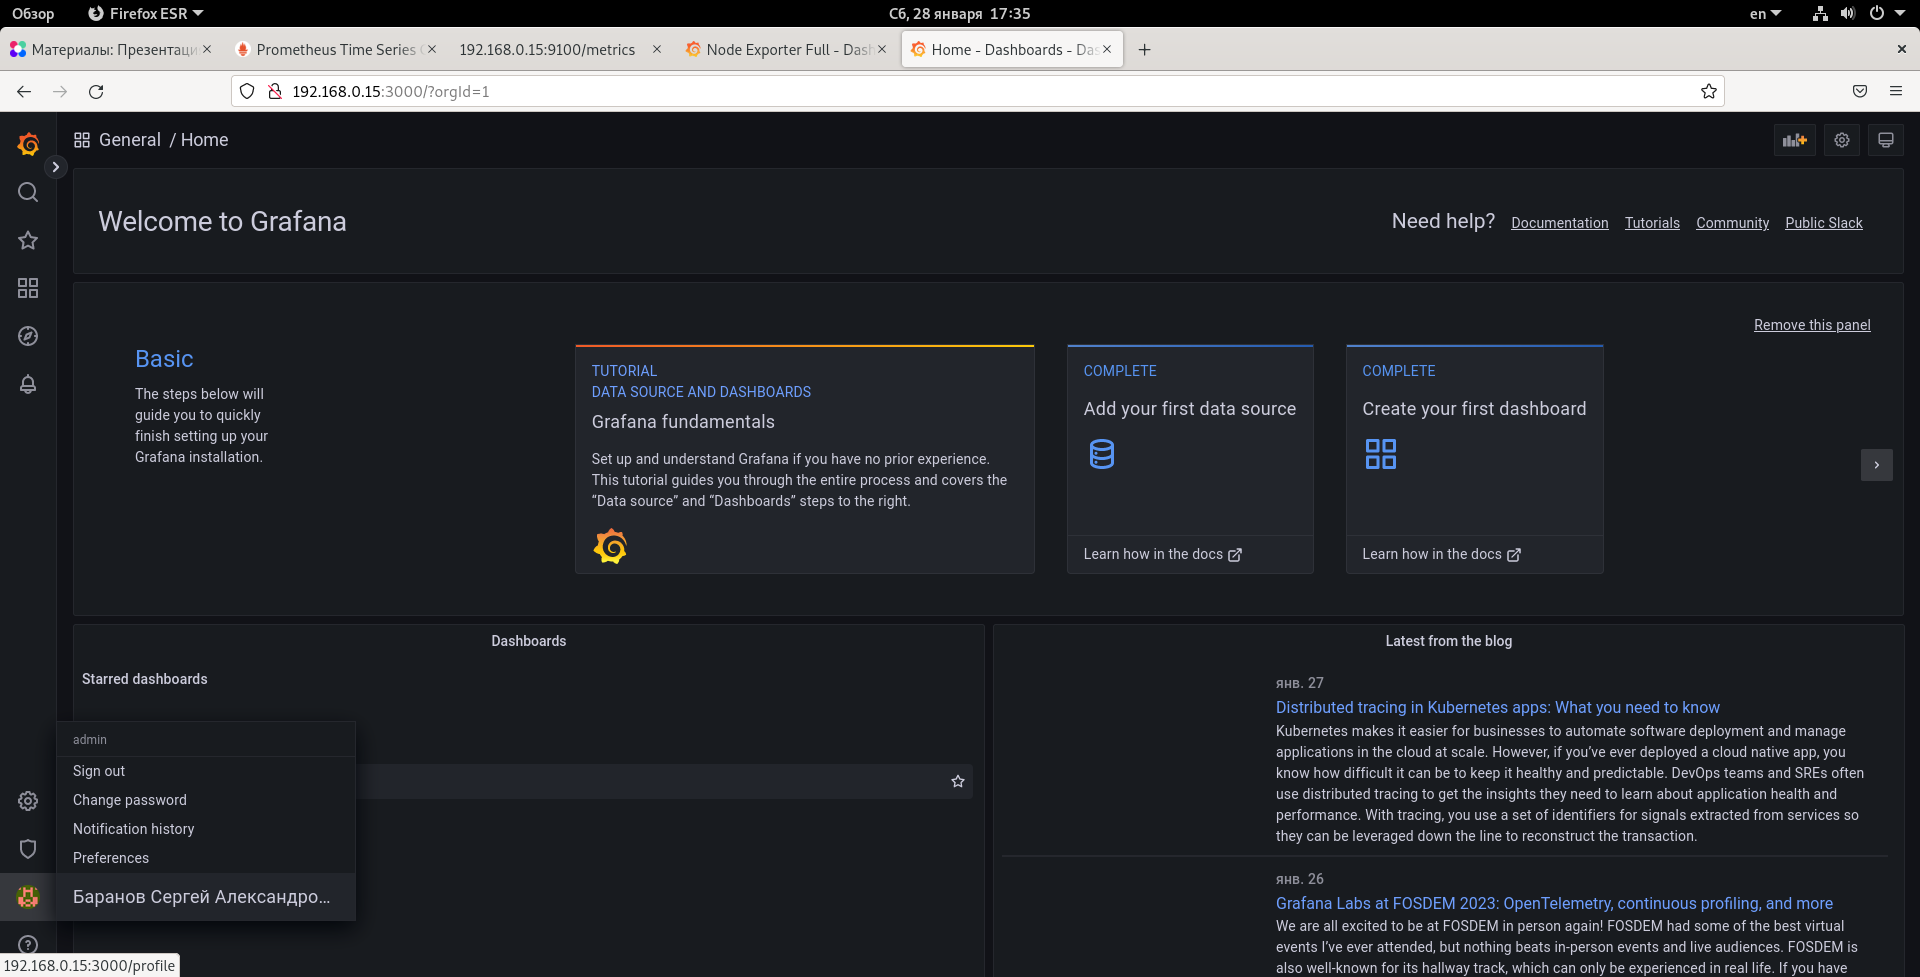 Обзор
Firefox ESR
Сб, 28 января 17:35
en
Материалы: Презентаци
Prometheus Time Series
192.168.0.15:9100/metrics
Node Exporter Full - Dash
Home - Dashboards - Das
192.168.0.15:3000/?orgId=1
General / Home
Welcome to Grafana
Need help?
Documentation
Tutorials
Community
Public Slack
Remove this panel
Basic
The steps below will
guide you to quickly
finish setting up your
Grafana installation.
TUTORIAL
DATA SOURCE AND DASHBOARDS
Grafana fundamentals
Set up and understand Grafana if you have no prior experience.
This tutorial guides you through the entire process and covers the
“Data source” and “Dashboards” steps to the right.
COMPLETE
Add your first data source
Learn how in the docs
COMPLETE
Create your first dashboard
Learn how in the docs
Dashboards
Starred dashboards
admin
Sign out
Change password
Notification history
Preferences
Баранов Сергей Александро...
192.168.0.15:3000/profile
Latest from the blog
янв. 27
Distributed tracing in Kubernetes apps: What you need to know
Kubernetes makes it easier for businesses to automate software deployment and manage
applications in the cloud at scale. However, if you’ve ever deployed a cloud native app, you
know how difficult it can be to keep it healthy and predictable. DevOps teams and SREs often
use distributed tracing to get the insights they need to learn about application health and
performance. With tracing, you use a set of identifiers for signals extracted from services so
they can be leveraged down the line to reconstruct the transaction.
янв. 26
Grafana Labs at FOSDEM 2023: OpenTelemetry, continuous profiling, and more
We are all excited to be at FOSDEM in person again! FOSDEM had some of the best virtual
events I’ve ever attended, but nothing beats in-person events and live audiences. FOSDEM is
also well-known for its hallway track, which can only be experienced in real life. If you have